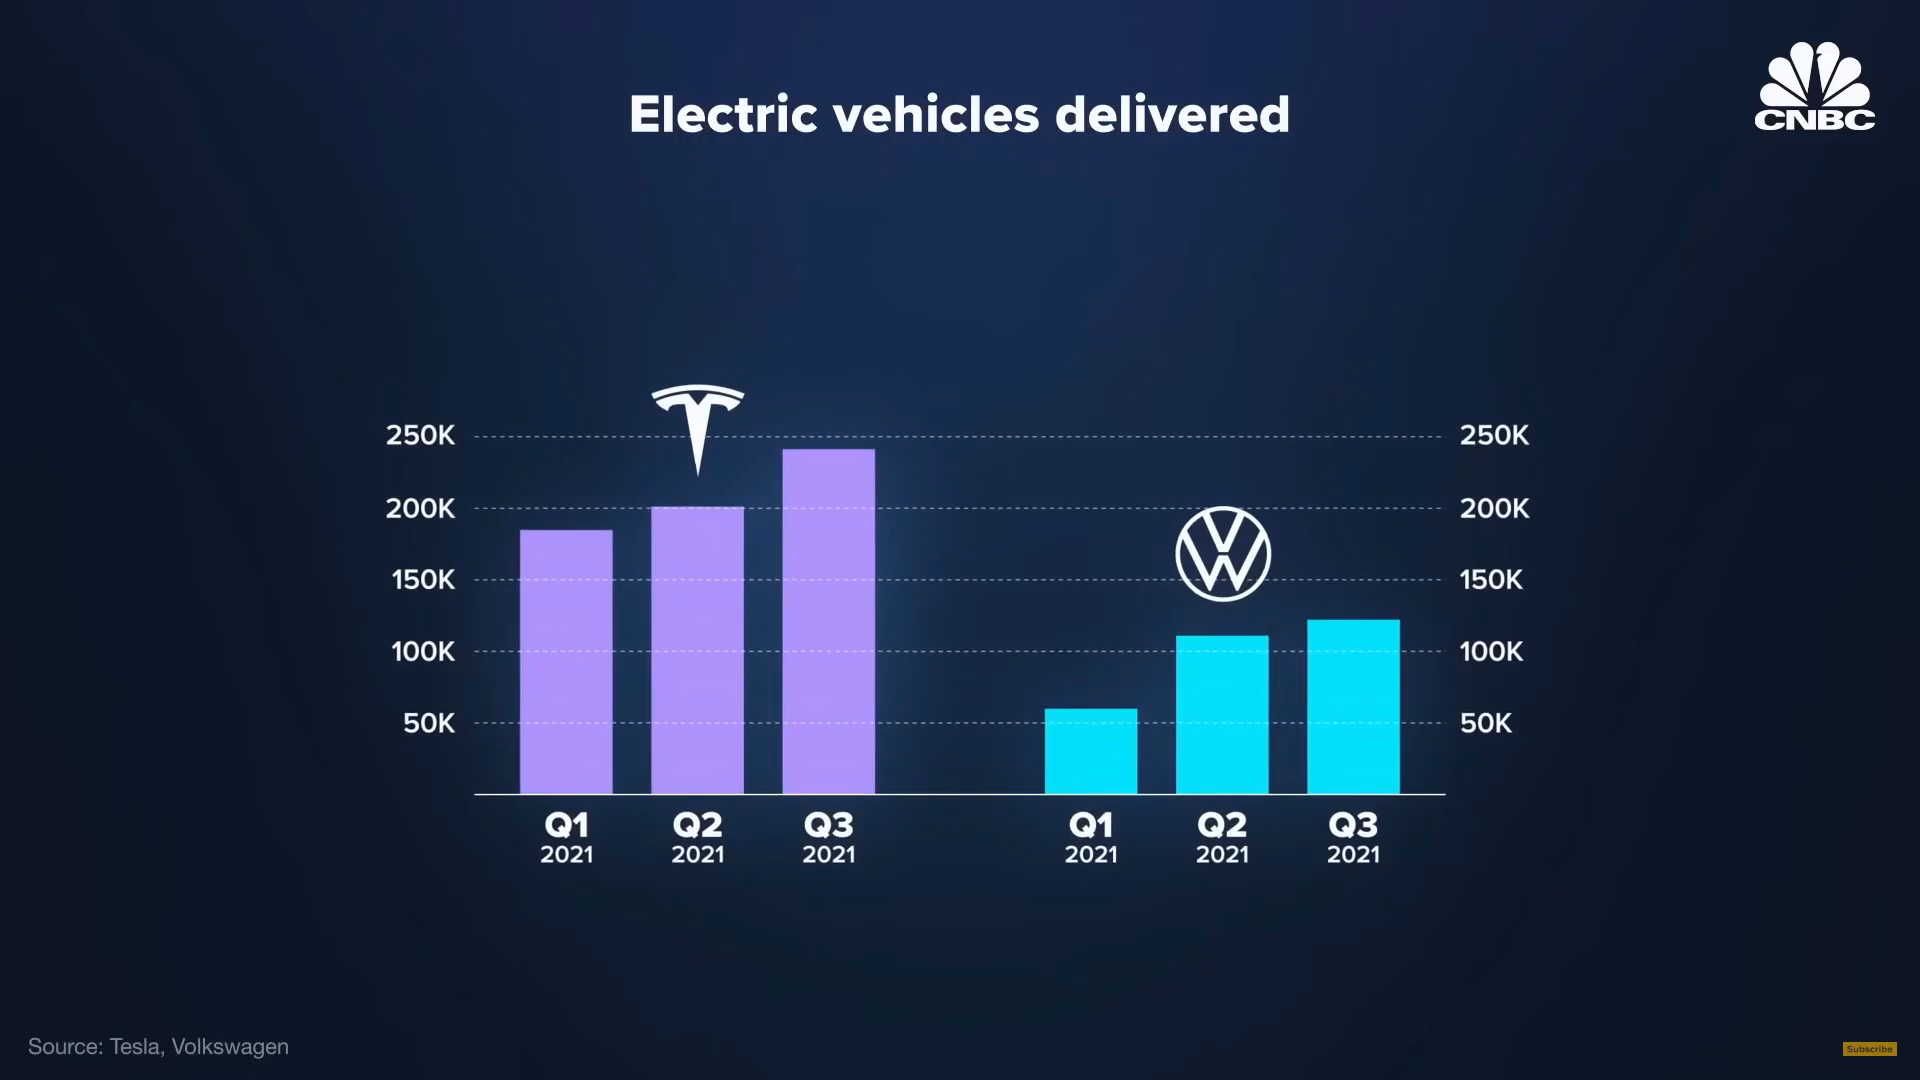 Electric vehicles delivered
CNBC
250K
200K
150K
100K
50K
250K
200K
150K
100K
50K
Q1
2021
Q2
2021
Q3
2021
Q1
2021
Q2
2021
Q3
2021
Source: Tesla, Volkswagen
Subscribe